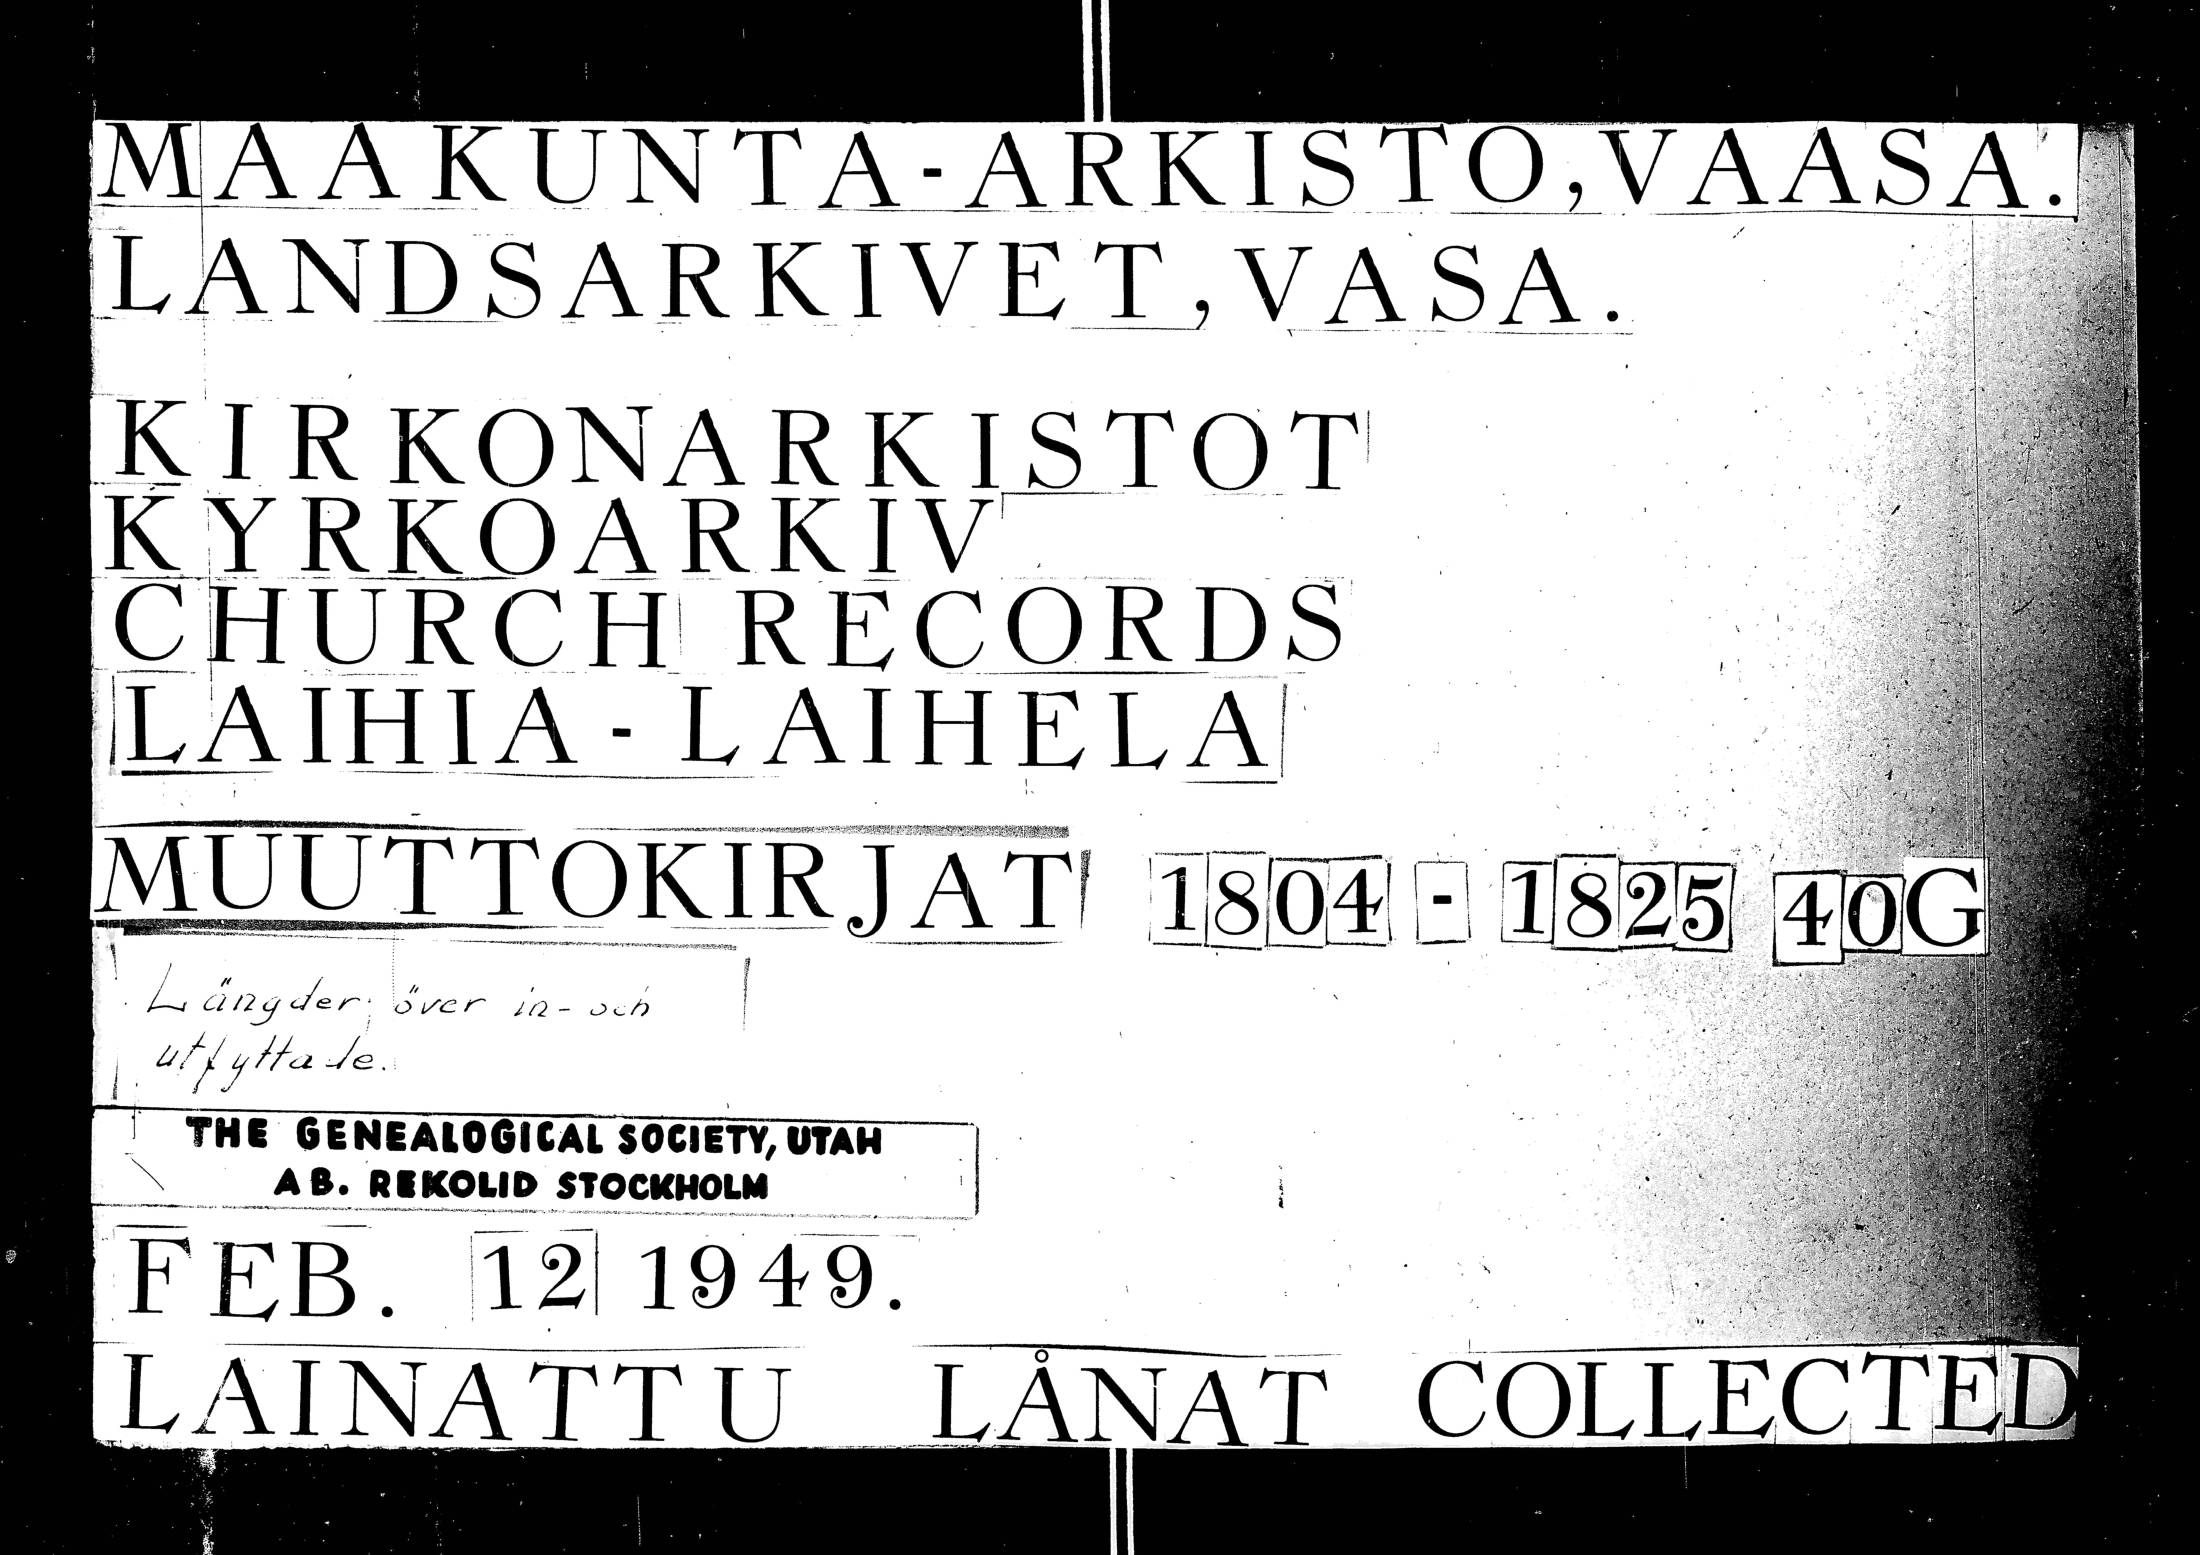 MAAKUNTA-ARKISTO, VAASA.
LANDSARKIVET, VASA.
KIRKONARKISTOT
KYRKOARKIV
CHURCH RECORDS
LAIHIA - LAIHELA
MUUTTOKIRJAT 1804 - 1825 40G
Längder över in- och
utfyttade.
THE GENEALOGICAL SOCIETY, UTAH
AB. REKOLID STOCKHOLM
FEB. 12 1949.
LAINATTU LÅNAT COLLECTED